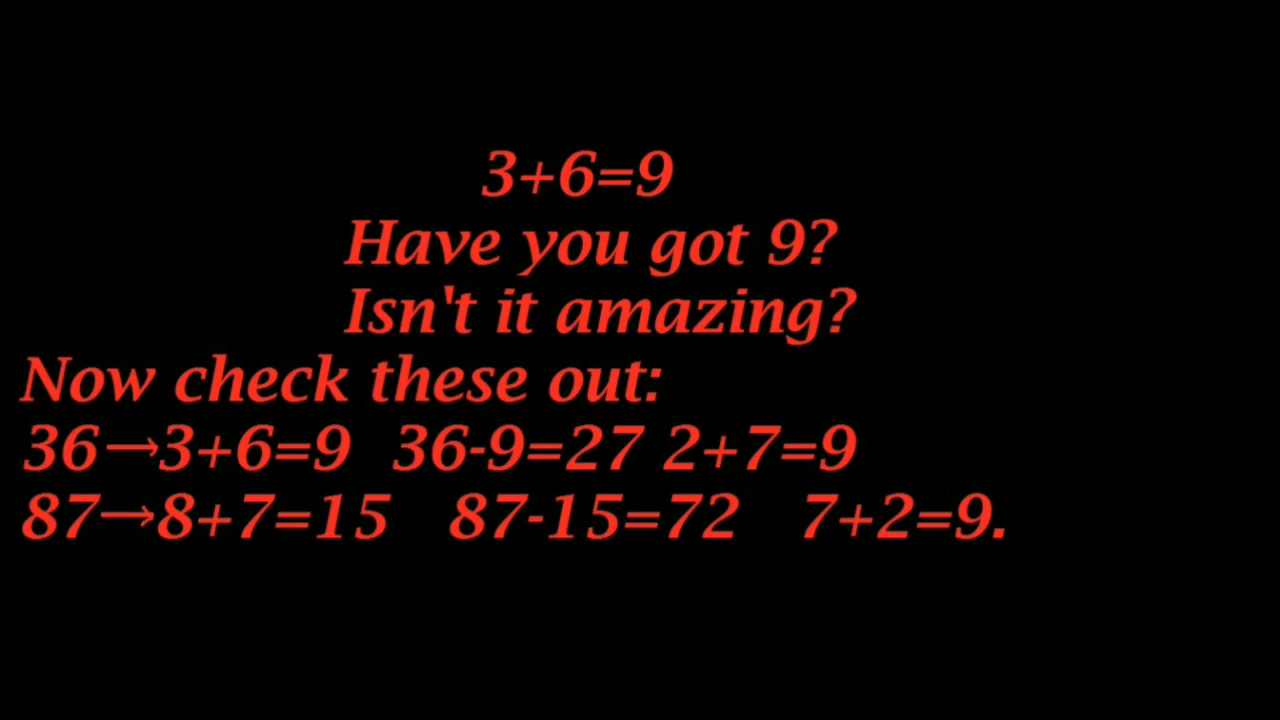 3+6=9
Have you got 9?
Isn't it amazing?
Now check these out:
36→3+6=9 36-9=27 2+7=9
87→8+7=15 87-15=72 7+2=9.